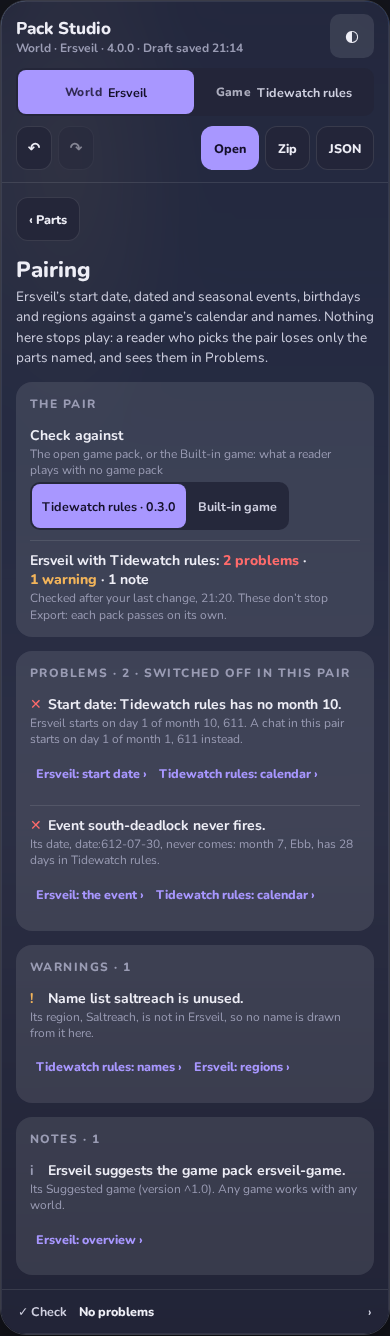 Pack Studio
World · Ersveil · 4.0.0 · Draft saved 21:14
World Ersveil
Game Tidewatch rules
Open
Zip
JSON
‹ Parts
Pairing
Ersveil's start date, dated and seasonal events, birthdays
and regions against a game's calendar and names. Nothing
here stops play: a reader who picks the pair loses only the
parts named, and sees them in Problems.
THE PAIR
Check against
The open game pack, or the Built-in game: what a reader
plays with no game pack
Tidewatch rules · 0.3.0
Built-in game
Ersveil with Tidewatch rules: 2 problems ·
1 warning · 1 note
Checked after your last change, 21:20. These don't stop
Export: each pack passes on its own.
PROBLEMS · 2 · SWITCHED OFF IN THIS PAIR
✕ Start date: Tidewatch rules has no month 10.
Ersveil starts on day 1 of month 10, 611. A chat in this pair
starts on day 1 of month 1, 611 instead.
Ersveil: start date › Tidewatch rules: calendar ›
✕ Event south-deadlock never fires.
Its date, date:612-07-30, never comes: month 7, Ebb, has 28
days in Tidewatch rules.
Ersveil: the event › Tidewatch rules: calendar ›
WARNINGS · 1
! Name list saltreach is unused.
Its region, Saltreach, is not in Ersveil, so no name is drawn
from it here.
Tidewatch rules: names › Ersveil: regions ›
NOTES · 1
i Ersveil suggests the game pack ersveil-game.
Its Suggested game (version ^1.0). Any game works with any
world.
Ersveil: overview ›
✓ Check No problems ›